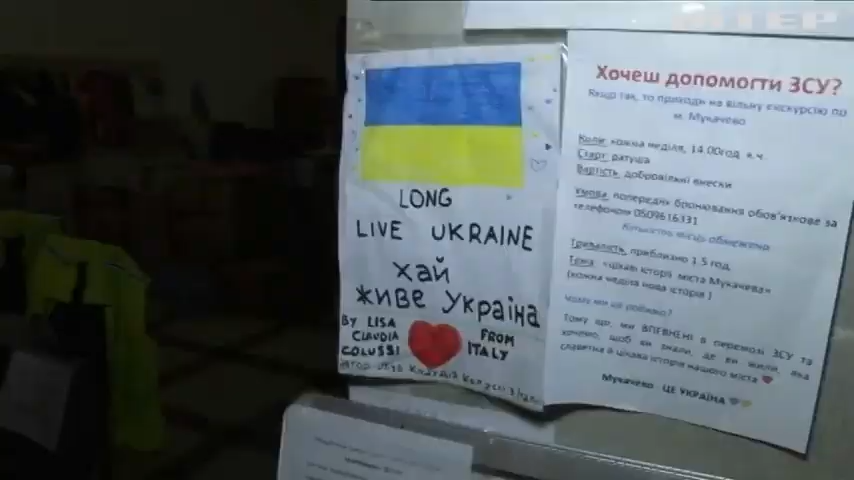 ІНТЕР
LONG
LIVE UKRAINE
Хай
живе Україна
BY LISA
CLAUDIA
COLUSSI
FROM
ITALY
Хочеш допомогти ЗСУ?
Якщо так, то приходь на вільну екскурсію по
м. Мукачево
Коли: кожна неділя, 14.00год к.ч.
Старт: ратуша
Вартість: добровільні внески
Умова: попереднє бронювання обов'язкове за
телефоном 0509616331
Кількість місць обмежена
Тривалість: приблизно 1.5 год
Тема: «Цікаві історії міста Мукачева»
(кожна неділя нова історія)
Чому ми це робимо?
Тому що, ми ВПЕВНЕНІ в перемозі ЗСУ та
хочемо, щоб ви знали, де ви жили, яка
славетна й цікава історія нашого міста
Мукачево ЦЕ УКРАЇНА